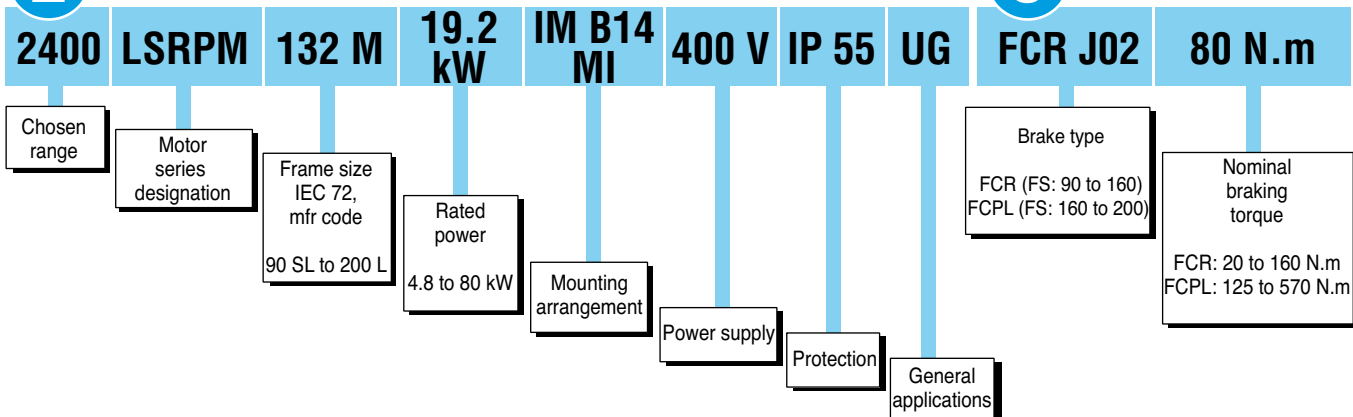 2400 LSRPM 132 M 19.2 kW IM B14 MI 400 V IP 55 UG FCR J02 80 N.m
Chosen
range
Motor
series
designation
Frame size
IEC 72,
mfr code
90 SL to 200 L
Rated
power
4.8 to 80 kW
Mounting
arrangement
Power supply
Protection
General
applications
Brake type
FCR (FS: 90 to 160)
FCPL (FS: 160 to 200)
Nominal
braking
torque
FCR: 20 to 160 N.m
FCPL: 125 to 570 N.m